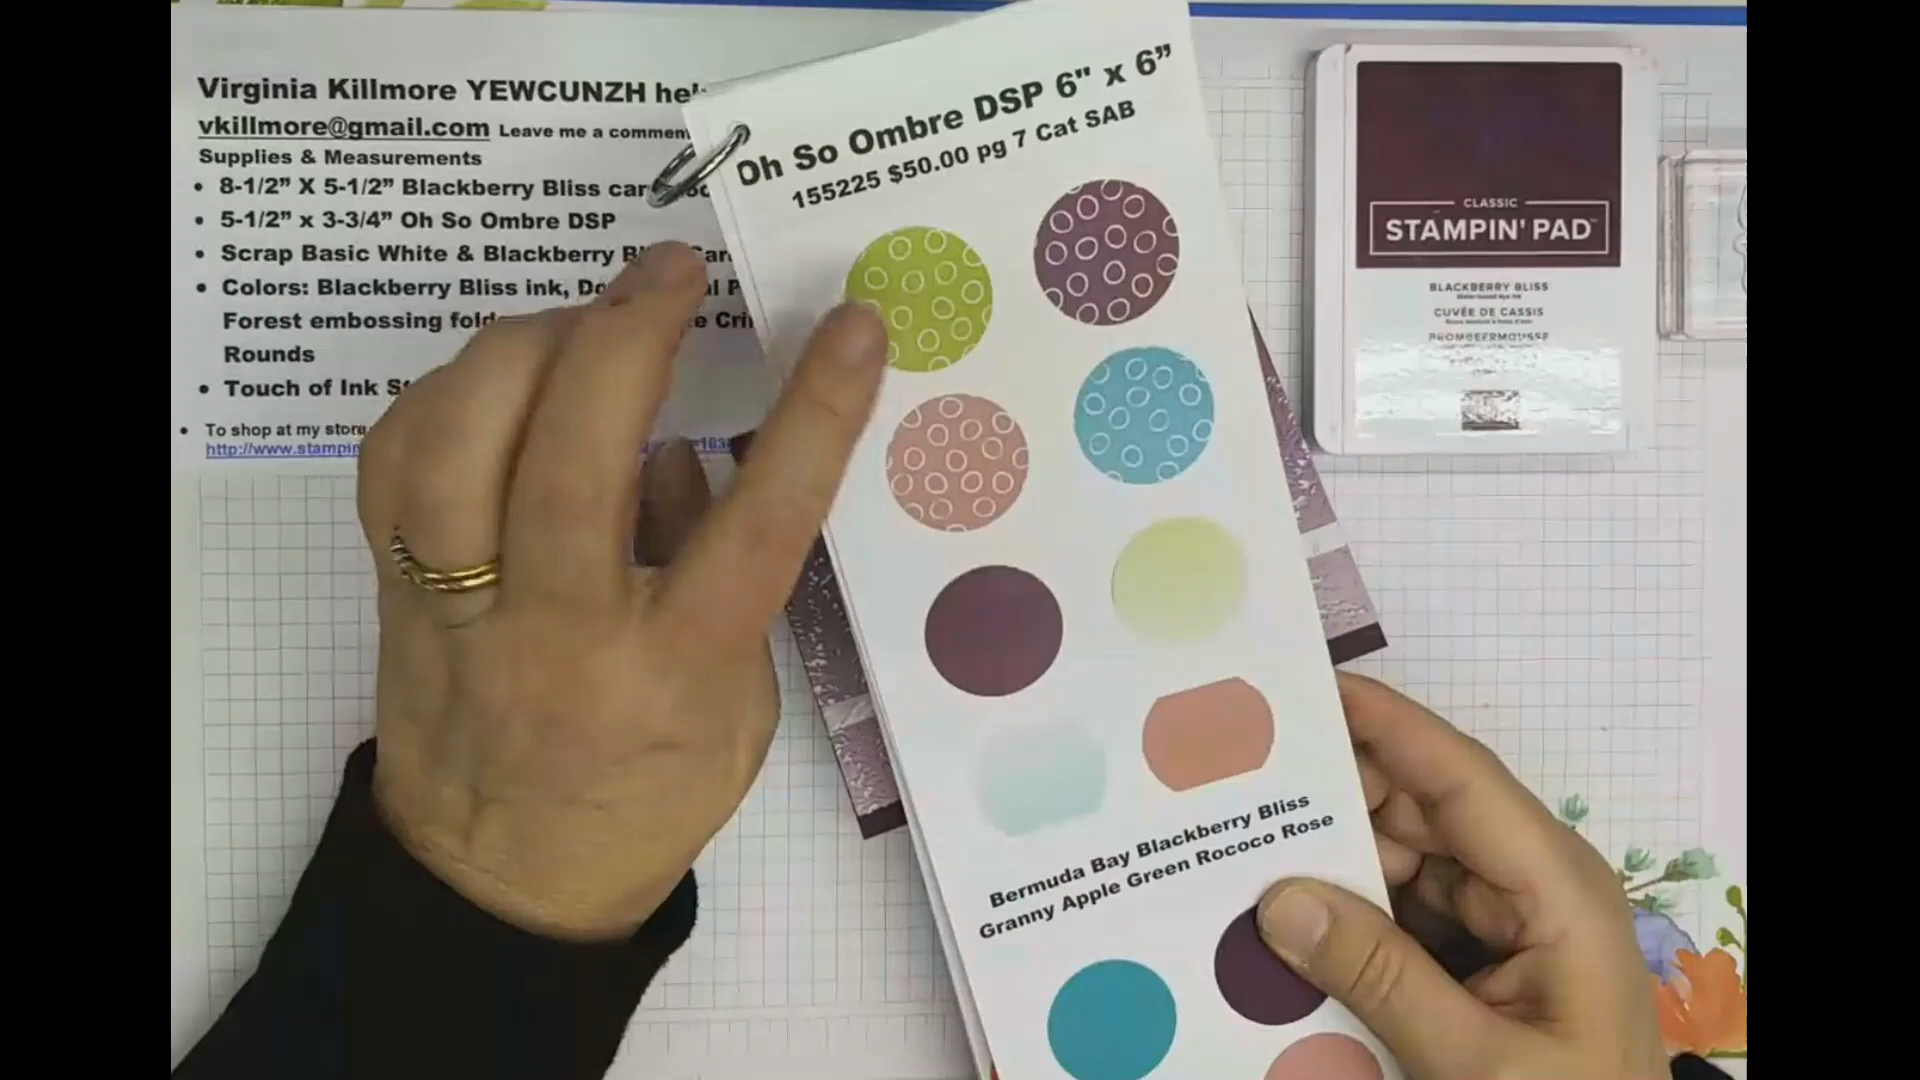 Virginia Killmore YEWCUNZH
vkillmore@gmail.com Leave me a
Supplies & Measurements
• 8-1/2” X 5-1/2” Blackberry Bliss
• 5-1/2” x 3-3/4” Oh So Ombre DSP
• Scrap Basic White & Blackberry
• Colors: Blackberry Bliss ink,
Forest embossing
Rounds
• Touch of Ink
• To shop at my store
Oh So Ombre DSP 6" x 6”
155225 $50.00 pg 7 Cat SAB
Bermuda Bay Blackberry Bliss
Granny Apple Green Rococo Rose
CLASSIC
STAMPIN' PAD
BLACKBERRY BLISS
CUVÉE DE CASSIS
BROMBEERMOUSSE